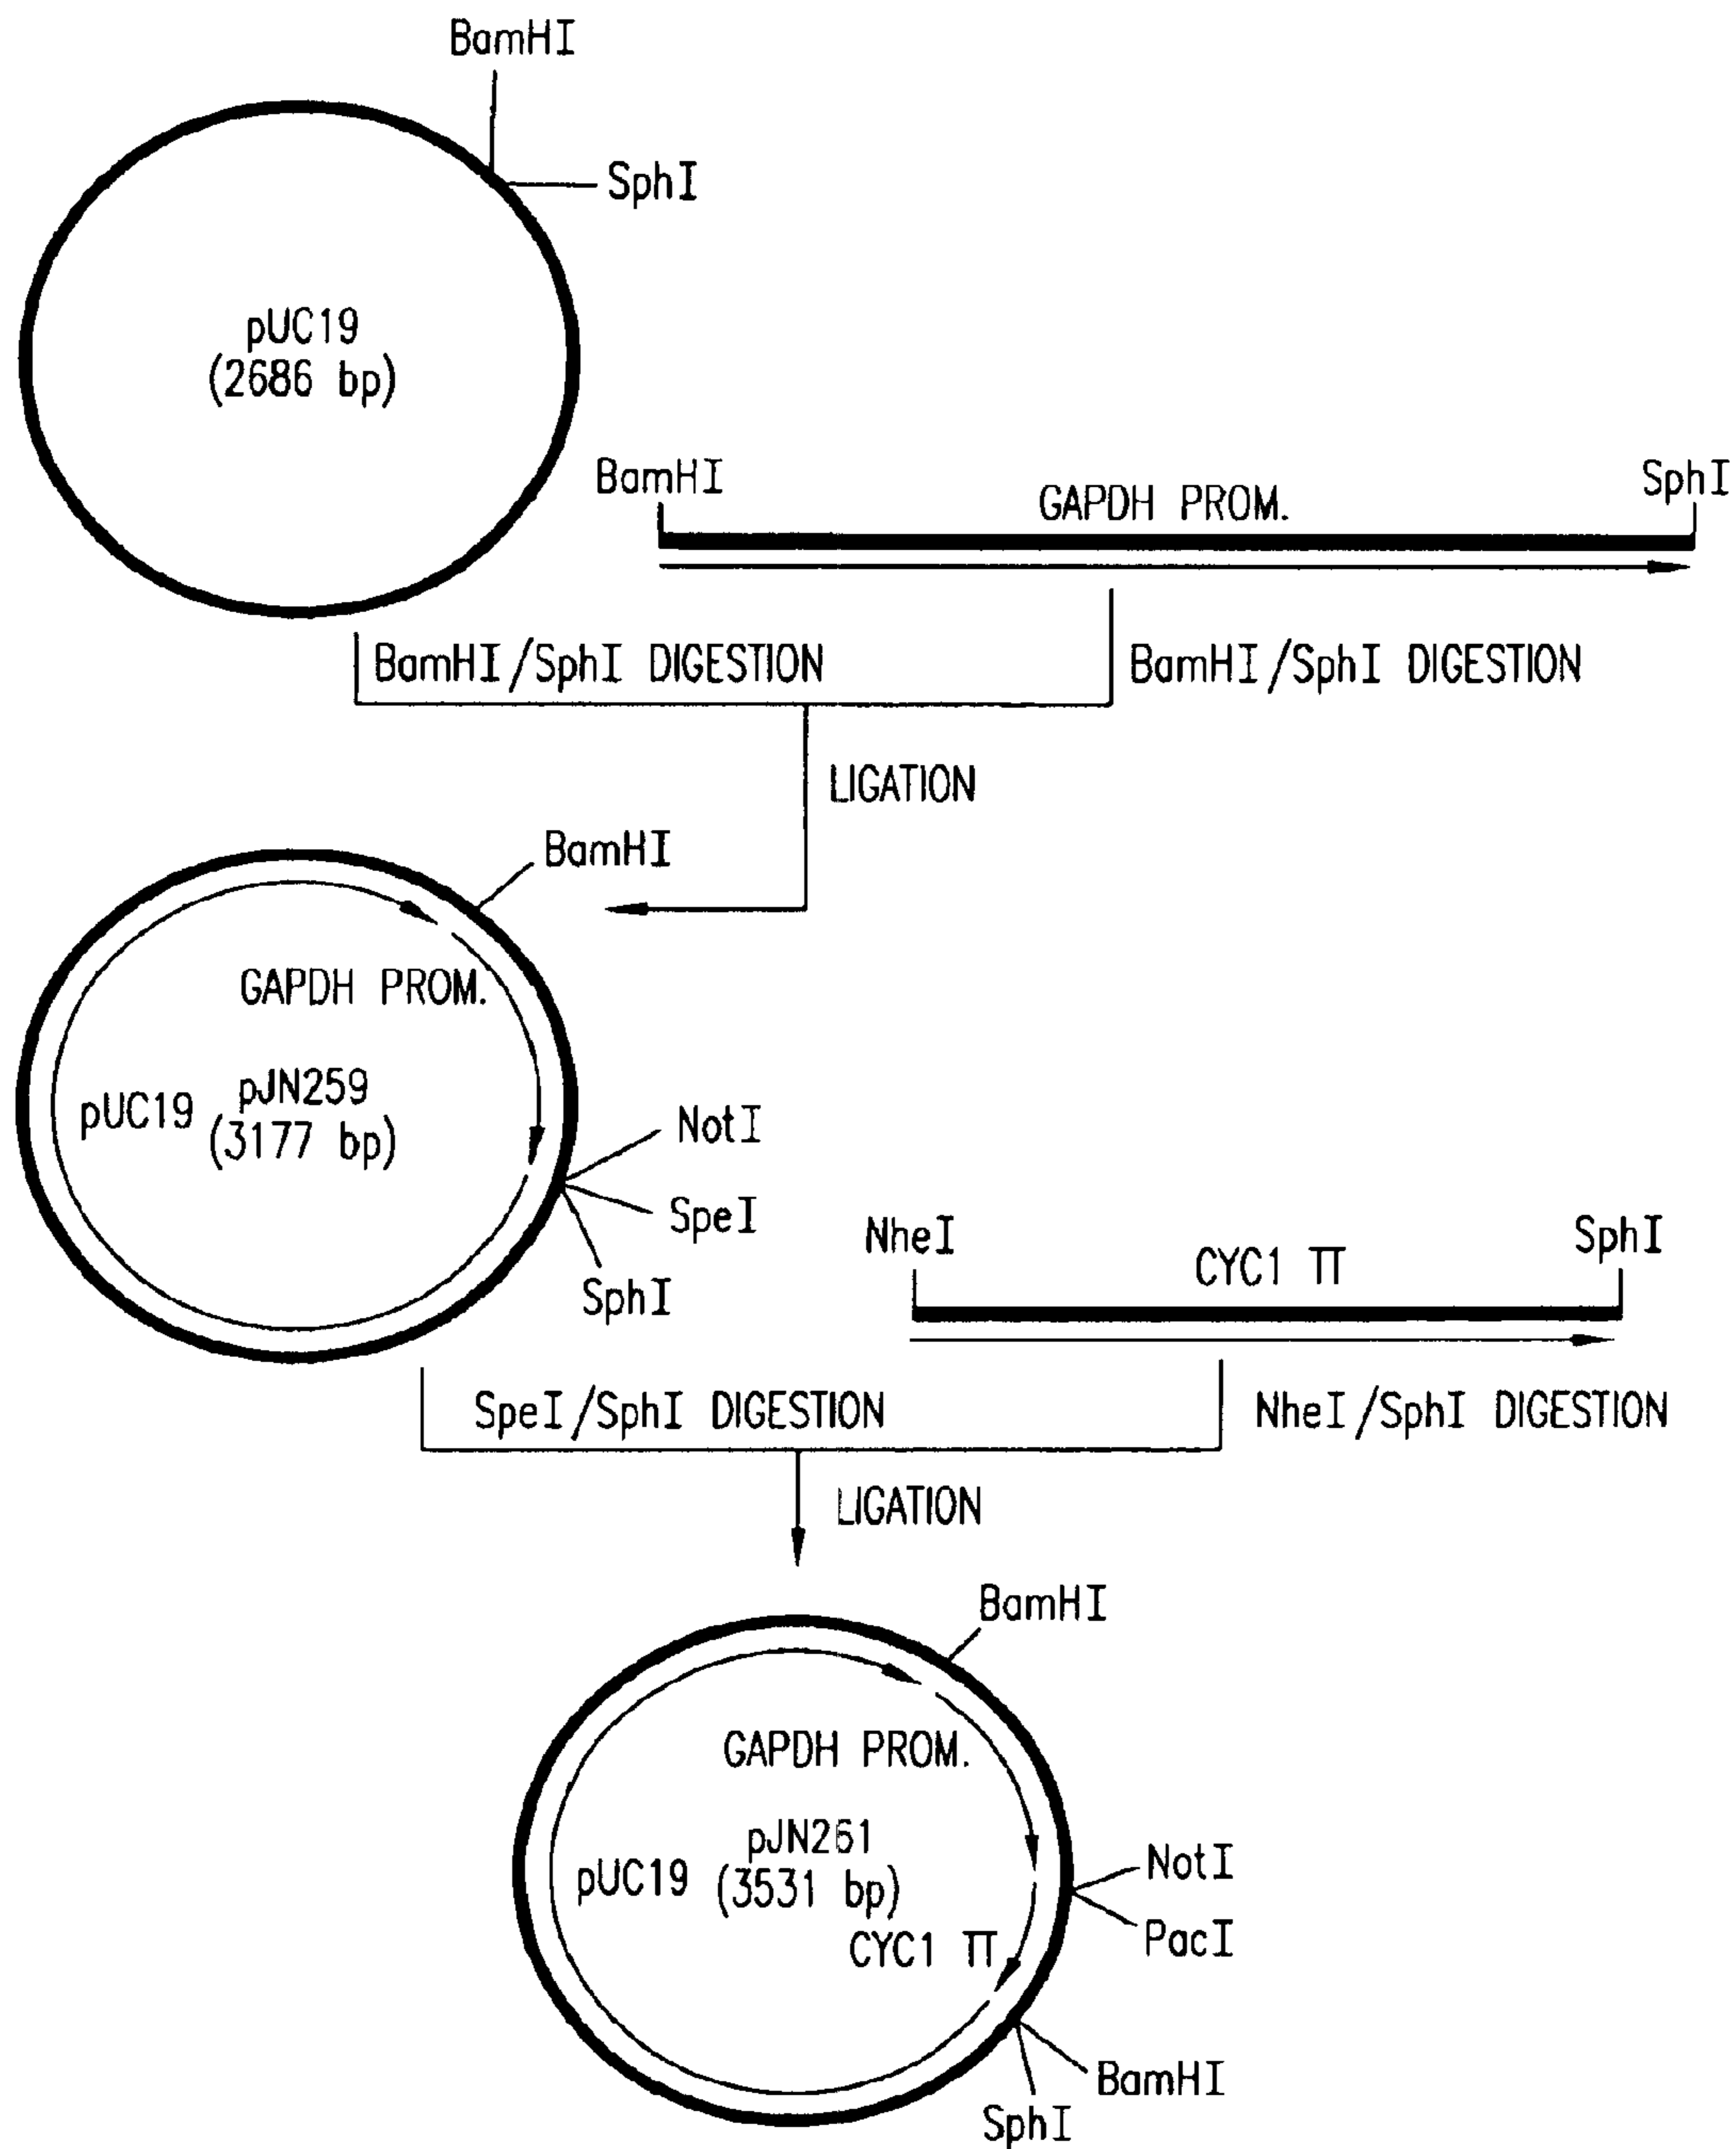 BamHI
SphI
pUC19
(2686 bp)
BamHI
GAPDH PROM.
SphI
BamHI/SphI DIGESTION
BamHI/SphI DIGESTION
LIGATION
BamHI
GAPDH PROM.
pJN259
pUC19
(3177 bp)
NotI
SpeI
SphI
NheI
CYC1 TT
SphI
SpeI/SphI DIGESTION
NheI/SphI DIGESTION
LIGATION
BamHI
GAPDH PROM.
pJN261
pUC19
(3531 bp)
NotI
PacI
CYC1 TT
BamHI
SphI